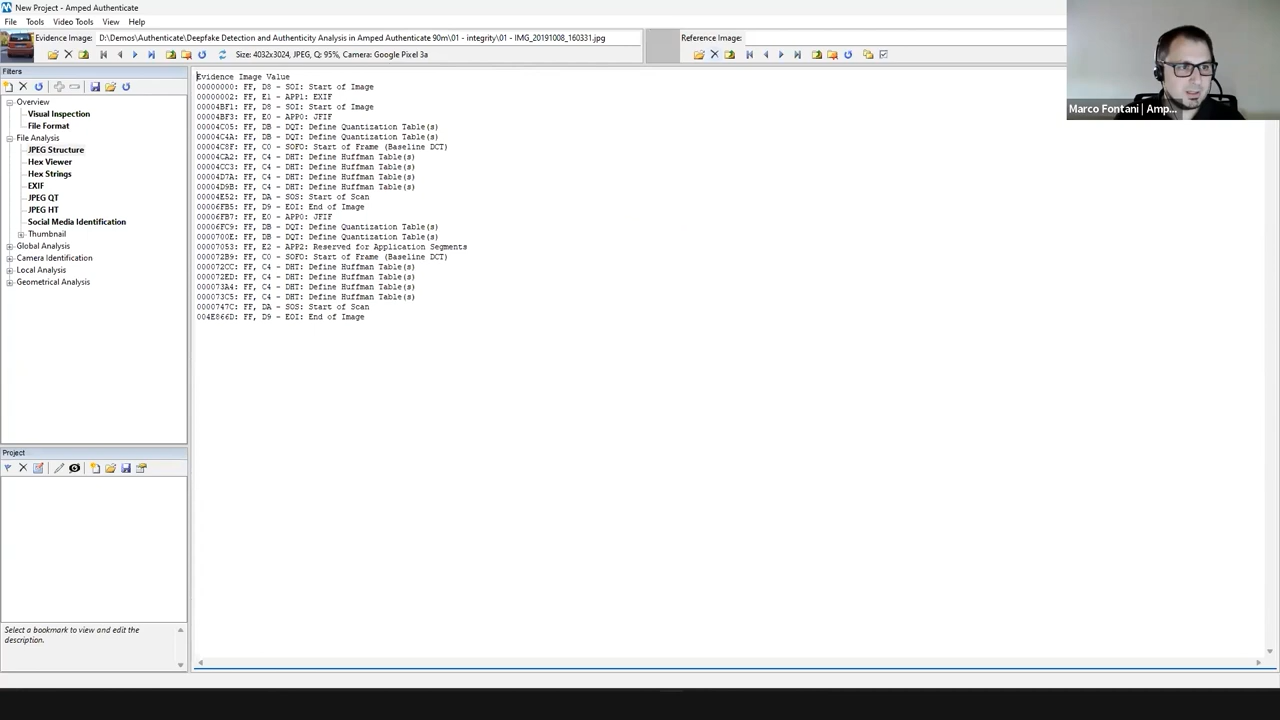 New Project - Amped Authenticate
File Tools Video Tools View Help
Evidence Image: D:\Demos\Authenticate\Deepfake Detection and Authenticity Analysis in Amped Authenticate 90m\01 - integrity\01 - IMG_20191008_160331.jpg Reference Image:
Size: 4032x3024, JPEG, Q: 95%, Camera: Google Pixel 3a
Marco Fontani | Amp...
Filters
Overview
Visual Inspection
File Format
File Analysis
JPEG Structure
Hex Viewer
Hex Strings
EXIF
JPEG QT
JPEG HT
Social Media Identification
Thumbnail
Global Analysis
Camera Identification
Local Analysis
Geometrical Analysis
Evidence Image Value
00000000: FF, D8 - SOI: Start of Image
00000002: FF, E1 - APP1: EXIF
00004BF1: FF, D8 - SOI: Start of Image
00004BF3: FF, E0 - APP0: JFIF
00004C05: FF, DB - DQT: Define Quantization Table(s)
00004C4A: FF, DB - DQT: Define Quantization Table(s)
00004C8F: FF, C0 - SOF0: Start of Frame (Baseline DCT)
00004CA2: FF, C4 - DHT: Define Huffman Table(s)
00004CC3: FF, C4 - DHT: Define Huffman Table(s)
00004D7A: FF, C4 - DHT: Define Huffman Table(s)
00004D9B: FF, C4 - DHT: Define Huffman Table(s)
00004E52: FF, DA - SOS: Start of Scan
00006FB5: FF, D9 - EOI: End of Image
00006FB7: FF, E0 - APP0: JFIF
00006FC9: FF, DB - DQT: Define Quantization Table(s)
0000700E: FF, DB - DQT: Define Quantization Table(s)
00007053: FF, E2 - APP2: Reserved for Application Segments
000072B9: FF, C0 - SOF0: Start of Frame (Baseline DCT)
000072CC: FF, C4 - DHT: Define Huffman Table(s)
000072ED: FF, C4 - DHT: Define Huffman Table(s)
000073A4: FF, C4 - DHT: Define Huffman Table(s)
000073C5: FF, C4 - DHT: Define Huffman Table(s)
0000747C: FF, DA - SOS: Start of Scan
004E866D: FF, D9 - EOI: End of Image
Project
Select a bookmark to view and edit the
description.